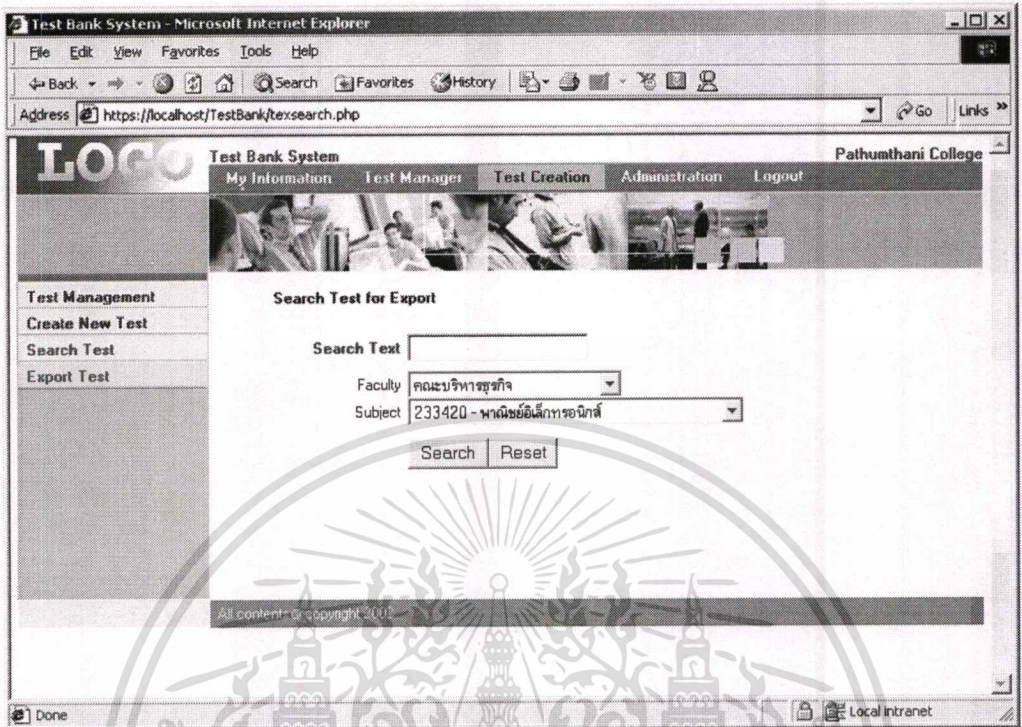 Test Bank System - Microsoft Internet Explorer
File Edit View Favorites Tools Help
Back Search Favorites History
Address https://localhost/TestBank/texsearch.php Go Links »
LOGO Test Bank System Pathumthani College
My Information Test Manager Test Creation Administration Logout
Test Management
Create New Test
Search Test
Export Test
Search Test for Export
Search Text
Faculty คณะบริหารธุรกิจ
Subject 233420 - พาณิชย์อิเล็กทรอนิกส์
Search Reset
All contents © copyright 2001
Done Local intranet